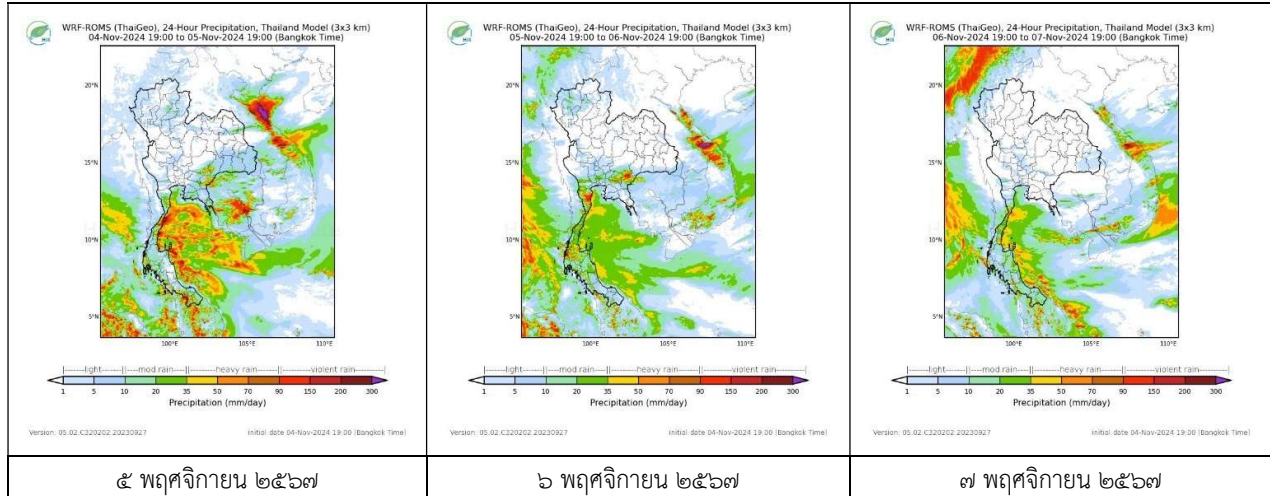 WRF-ROMS (ThaiGeo), 24-Hour Precipitation, Thailand Model (3x3 km)
04-Nov-2024 19:00 to 05-Nov-2024 19:00 (Bangkok Time)
20°N
15°N
10°N
5°N
100°E 105°E 110°E
|--------light--------||----mod rain-----||-------heavy rain-------||-------violent rain-------|
1 5 10 20 35 50 70 90 150 200 300
Precipitation (mm/day)
Version: 05.02.C320202.20230927 initial date 04-Nov-2024 19:00 (Bangkok Time)
๕ พฤศจิกายน ๒๕๖๗
WRF-ROMS (ThaiGeo), 24-Hour Precipitation, Thailand Model (3x3 km)
05-Nov-2024 19:00 to 06-Nov-2024 19:00 (Bangkok Time)
20°N
15°N
10°N
5°N
100°E 105°E 110°E
|--------light--------||----mod rain-----||-------heavy rain-------||-------violent rain-------|
1 5 10 20 35 50 70 90 150 200 300
Precipitation (mm/day)
Version: 05.02.C320202.20230927 initial date 04-Nov-2024 19:00 (Bangkok Time)
๖ พฤศจิกายน ๒๕๖๗
WRF-ROMS (ThaiGeo), 24-Hour Precipitation, Thailand Model (3x3 km)
06-Nov-2024 19:00 to 07-Nov-2024 19:00 (Bangkok Time)
20°N
15°N
10°N
5°N
100°E 105°E 110°E
|--------light--------||----mod rain-----||-------heavy rain-------||-------violent rain-------|
1 5 10 20 35 50 70 90 150 200 300
Precipitation (mm/day)
Version: 05.02.C320202.20230927 initial date 04-Nov-2024 19:00 (Bangkok Time)
๗ พฤศจิกายน ๒๕๖๗